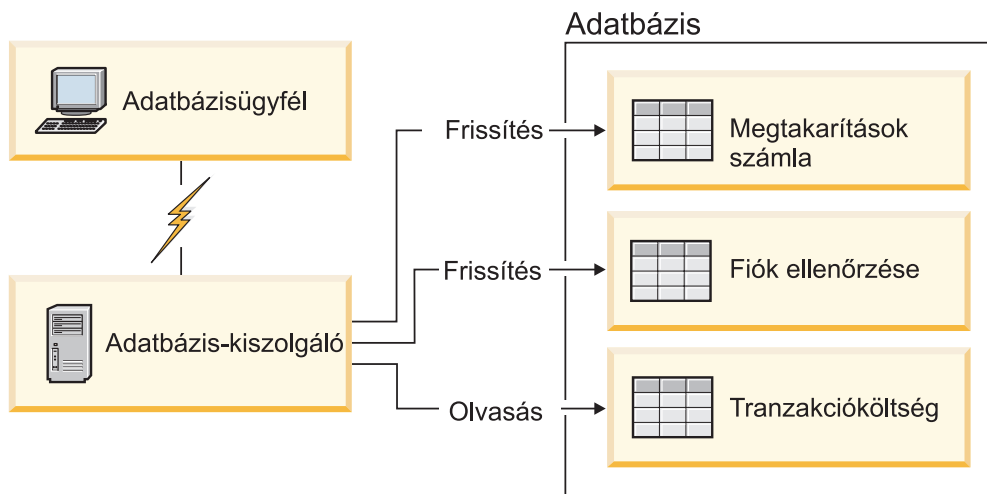 Adatbázis
Adatbázisügyfél
Frissítés
Megtakarítások
számla
Frissítés
Fiók ellenőrzése
Adatbázis-kiszolgáló
Olvasás
Tranzakcióköltség